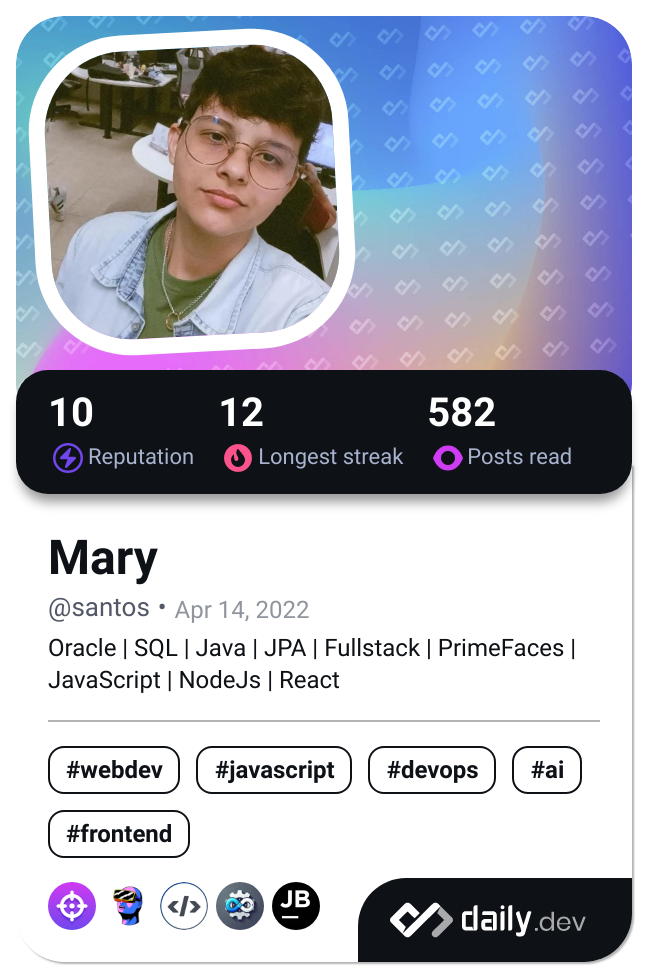 10 12 582
Reputation Longest streak Posts read
Mary
@santos • Apr 14, 2022
Oracle | SQL | Java | JPA | Fullstack | PrimeFaces |
JavaScript | NodeJs | React
#webdev #javascript #devops #ai
#frontend
</> JB
daily.dev